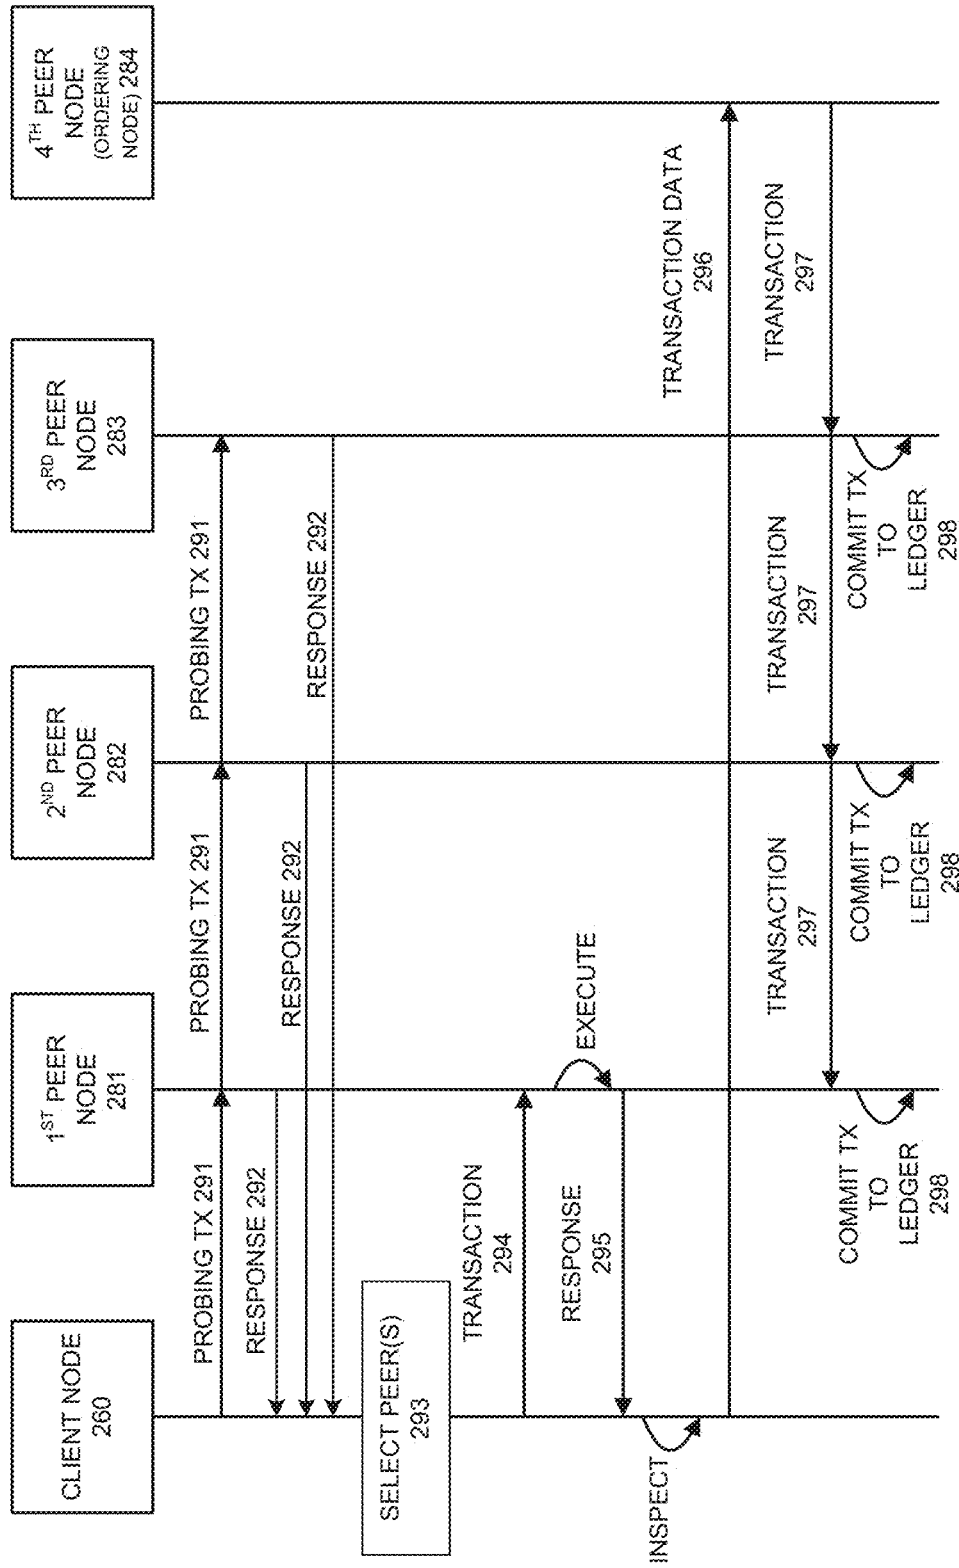 CLIENT NODE
260
1ST PEER
NODE
281
2ND PEER
NODE
282
3RD PEER
NODE
283
4TH PEER
NODE
(ORDERING
NODE) 284
PROBING TX 291
PROBING TX 291
PROBING TX 291
RESPONSE 292
RESPONSE 292
RESPONSE 292
SELECT PEER(S)
293
TRANSACTION
294
EXECUTE
RESPONSE
295
INSPECT
TRANSACTION DATA
296
TRANSACTION
297
TRANSACTION
297
TRANSACTION
297
COMMIT TX
TO
LEDGER
298
COMMIT TX
TO
LEDGER
298
COMMIT TX
TO
LEDGER
298